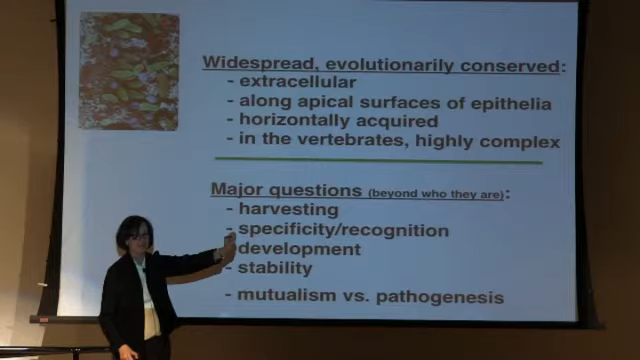 Widespread, evolutionarily conserved:
- extracellular
- along apical surfaces of epithelia
- horizontally acquired
- in the vertebrates, highly complex
Major questions (beyond who they are):
- harvesting
- specificity/recognition
development
- stability
- mutualism vs. pathogenesis